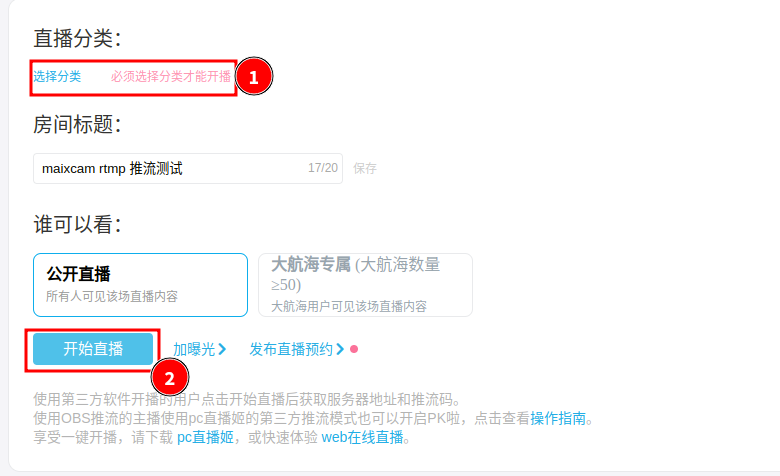 直播分类：
选择分类 必须选择分类才能开播 1
房间标题：
maixcam rtmp 推流测试 17/20 保存
谁可以看：
公开直播
所有人可见该场直播内容
大航海专属 (大航海数量
≥50)
大航海用户可见该场直播内容
开始直播 加曝光 发布直播预约
2
使用第三方软件开播的用户点击开始直播后获取服务器地址和推流码。
使用OBS推流的主播使用pc直播姬的第三方推流模式也可以开启PK啦，点击查看操作指南。
享受一键开播，请下载 pc直播姬，或快速体验 web在线直播。